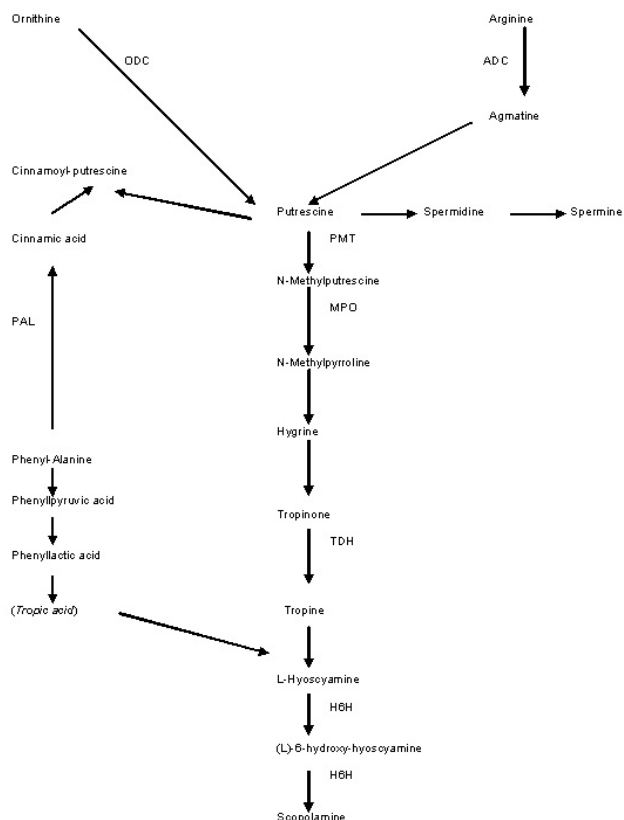 Ornithine
Arginine
ODC
ADC
Agmatine
Cinnamoyl-putrescine
Putrescine
Spermidine
Spermine
Cinnamic acid
PMT
N-Methylputrescine
MPO
PAL
N-Methylpyrroline
Hygrine
Phenyl-Alanine
Phenyllpyruvic acid
Tropinone
TDH
Phenyllactic acid
(Tropic acid)
Tropine
L-Hyoscyamine
H6H
(L)-6-hydroxy-hyoscyamine
H6H
Scopolamine